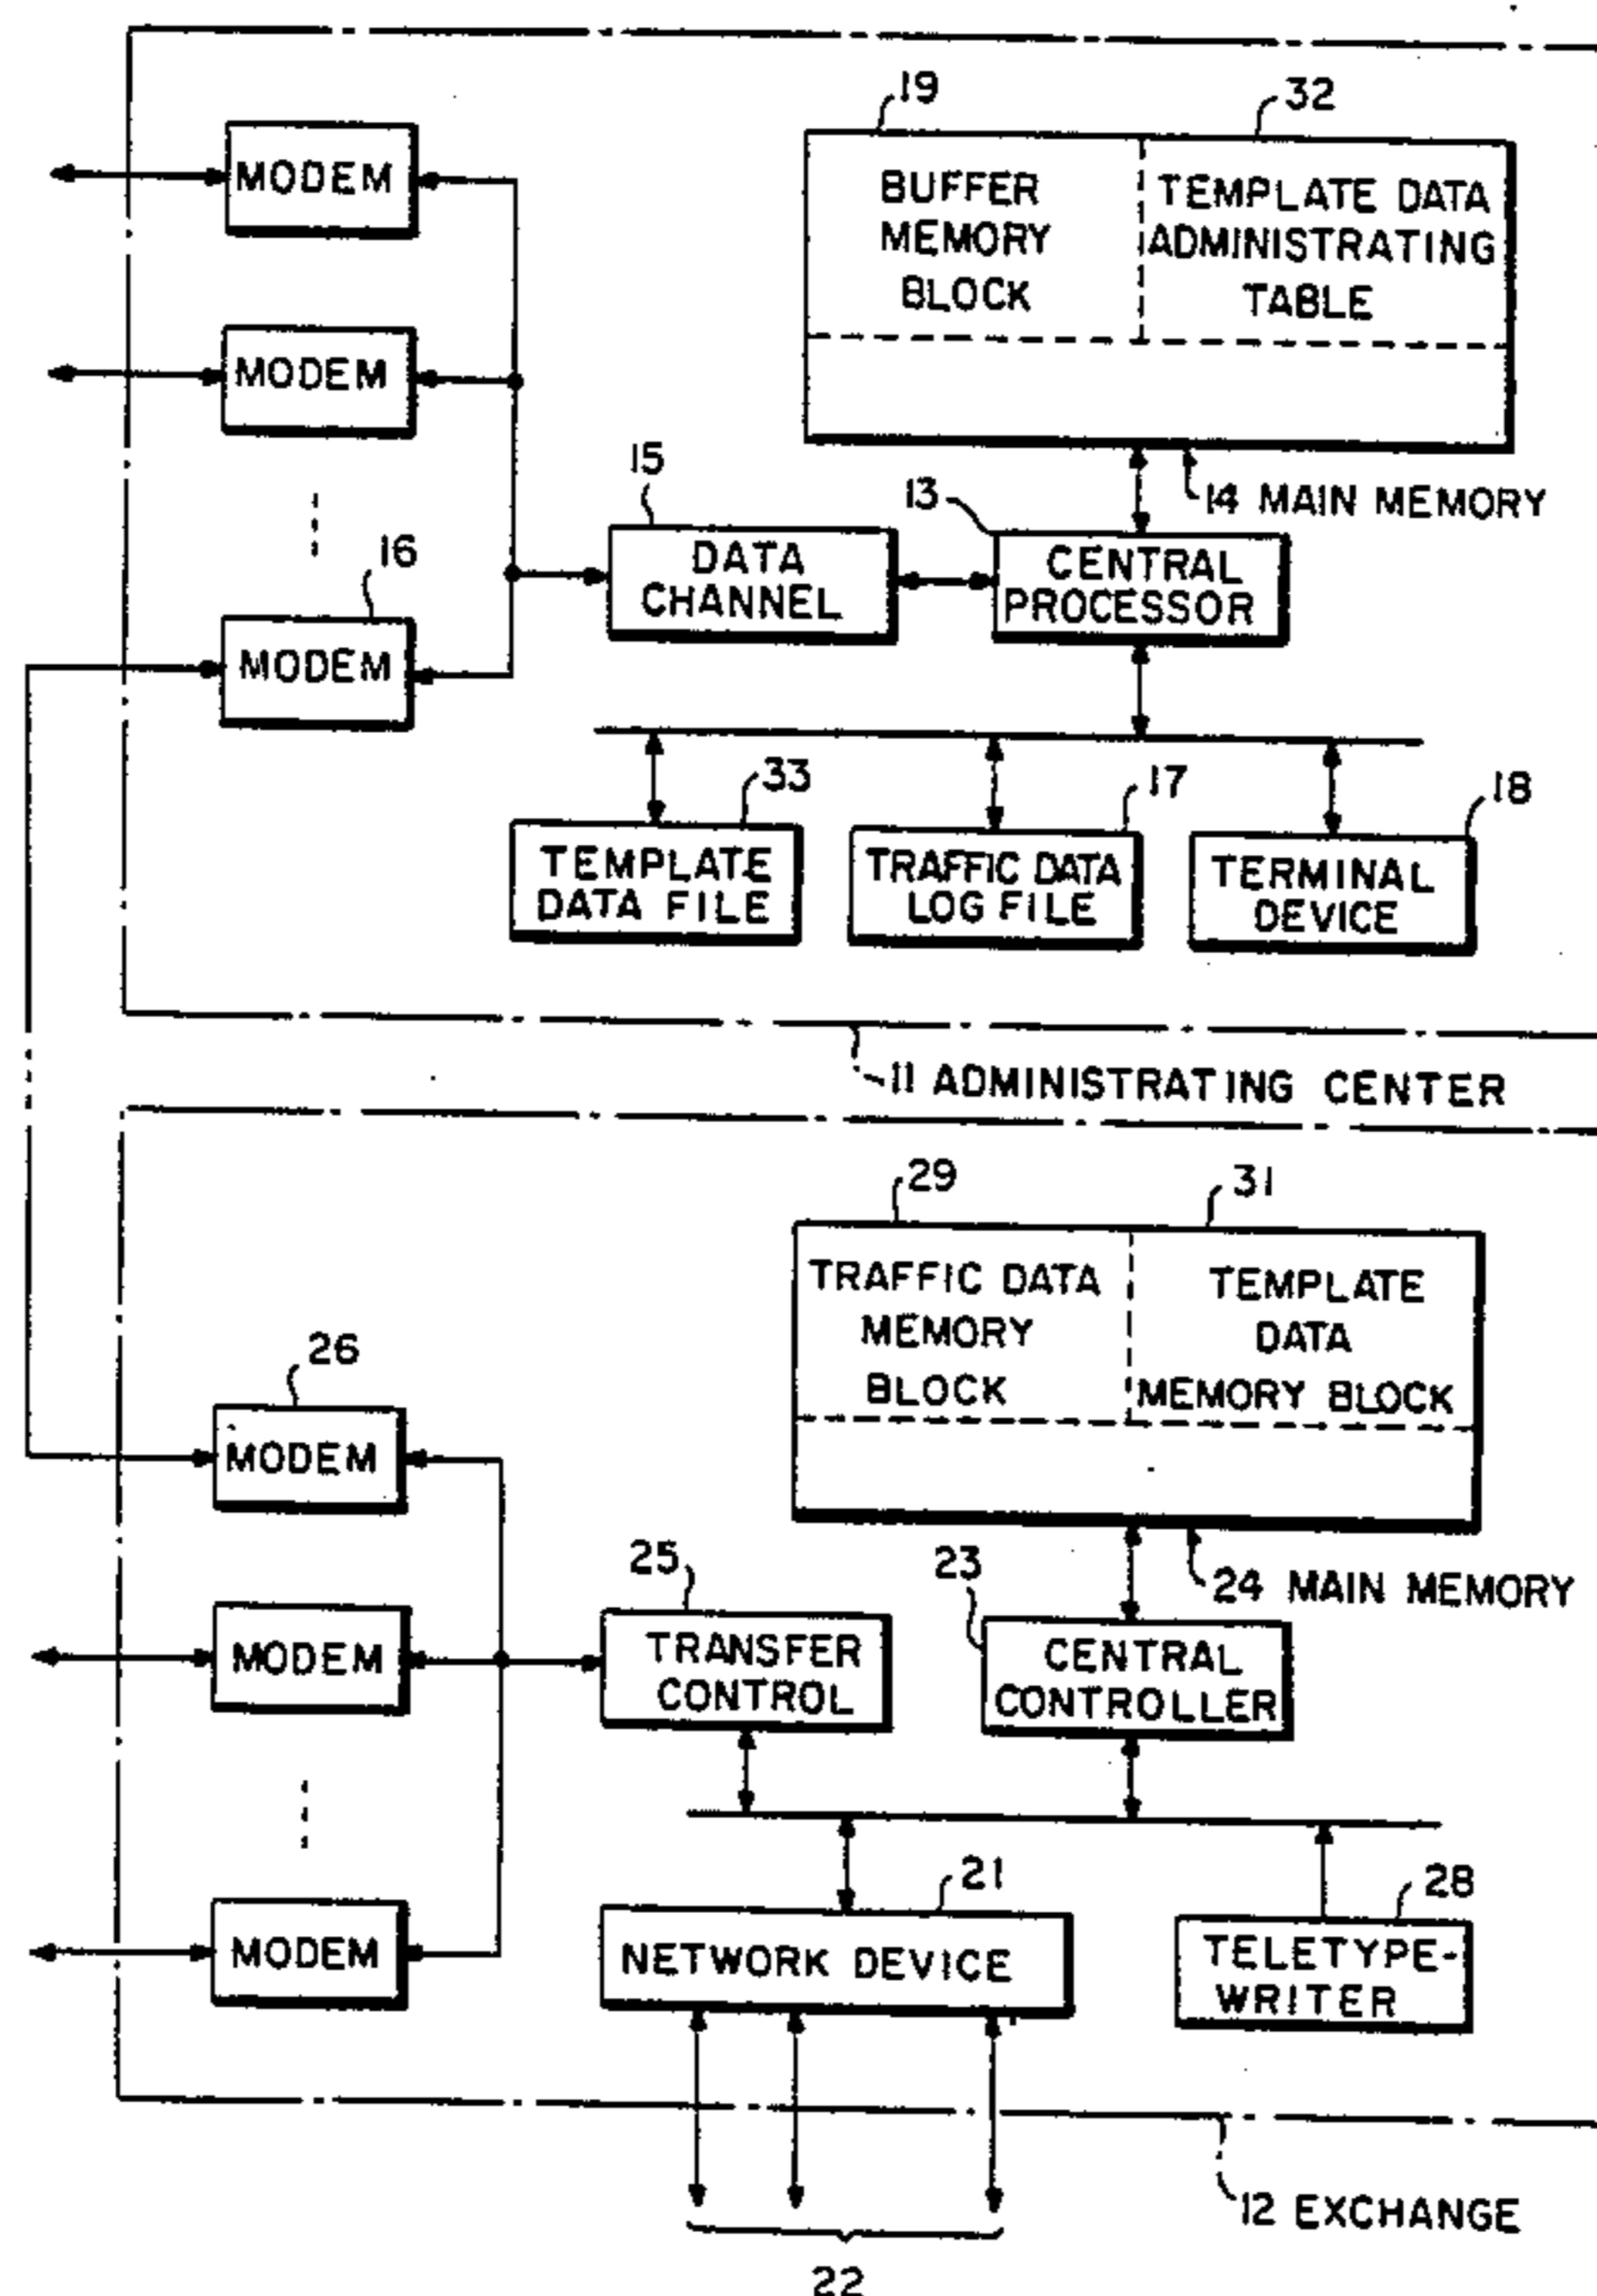 19
32
MODEM
BUFFER
MEMORY
BLOCK
TEMPLATE DATA
ADMINISTRATING
TABLE
MODEM
15
13
14 MAIN MEMORY
16
DATA
CHANNEL
CENTRAL
PROCESSOR
MODEM
33
17
18
TEMPLATE
DATA FILE
TRAFFIC DATA
LOG FILE
TERMINAL
DEVICE
11 ADMINISTRATING CENTER
29
31
TRAFFIC DATA
MEMORY
BLOCK
TEMPLATE
DATA
MEMORY BLOCK
26
MODEM
25
23
24 MAIN MEMORY
MODEM
TRANSFER
CONTROL
CENTRAL
CONTROLLER
21
28
MODEM
NETWORK DEVICE
TELETYPE-
WRITER
12 EXCHANGE
22